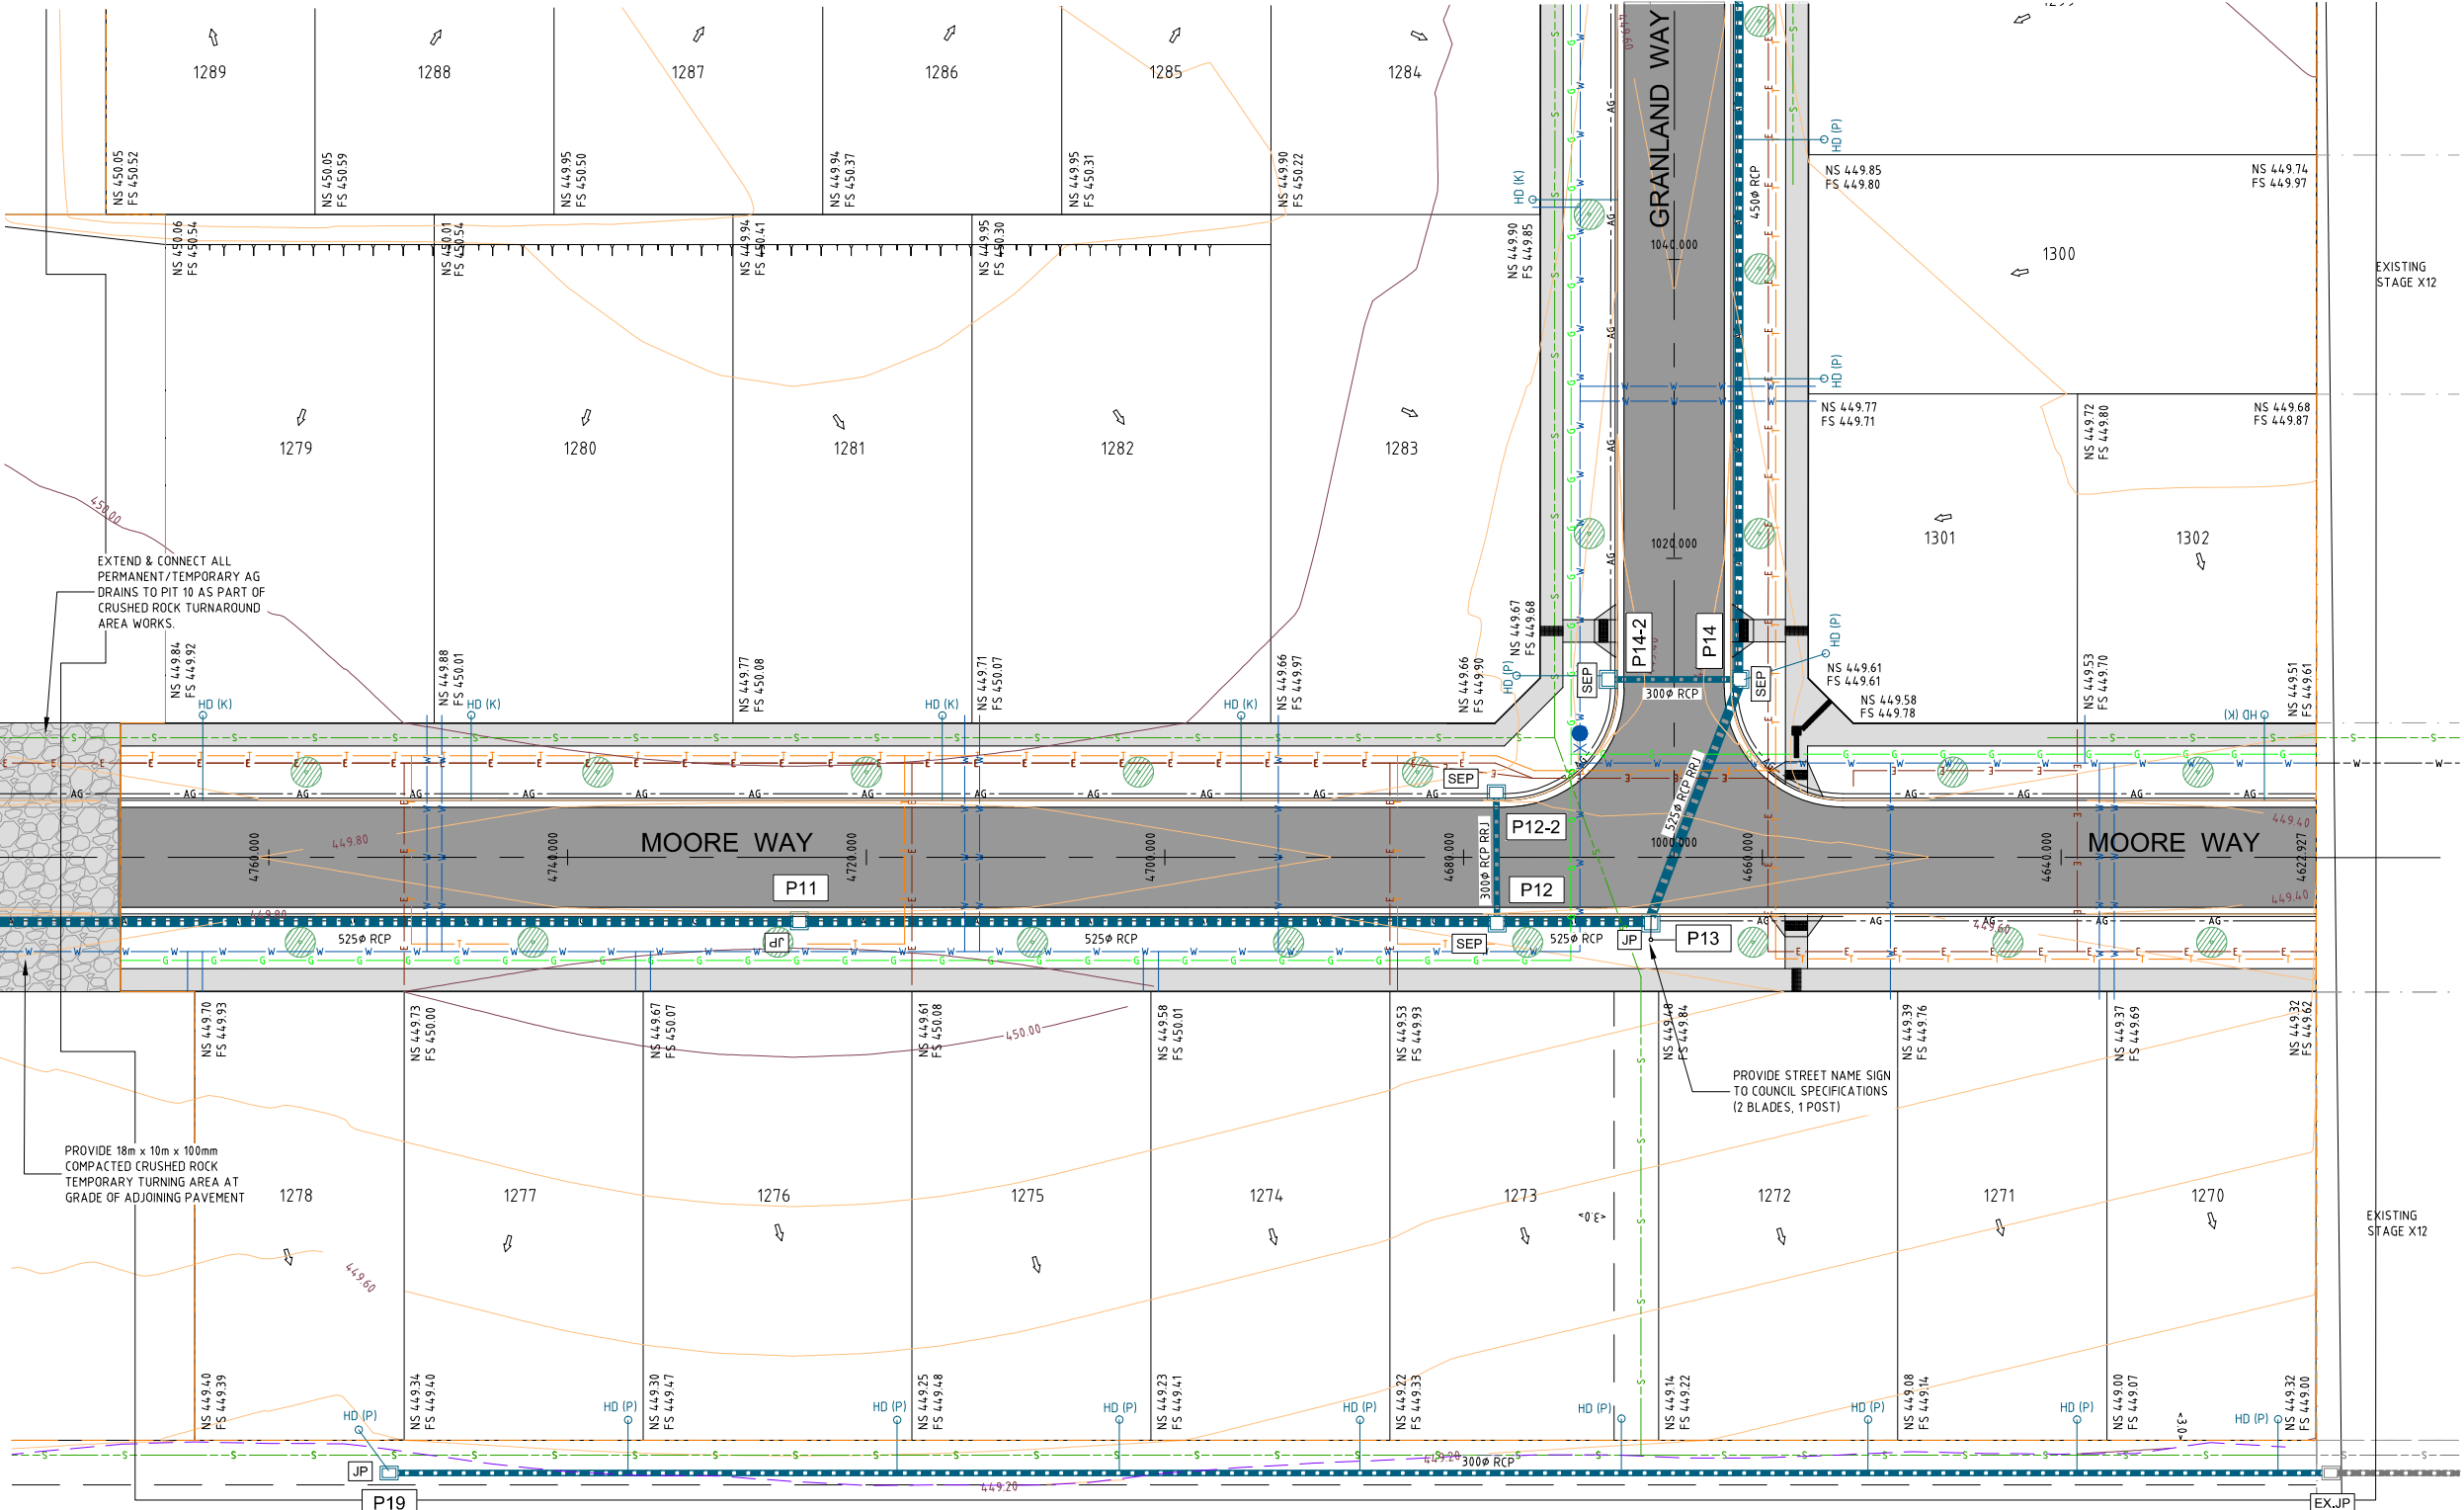 1289
1288
1287
1286
1285
1284
GRANLAND WAY
NS 450.05
FS 450.52
NS 450.05
FS 450.59
NS 449.95
FS 450.50
NS 449.94
FS 450.37
NS 449.95
FS 450.31
NS 449.90
FS 450.22
HD (K)
450ø RCP
HD (P)
NS 449.85
FS 449.80
NS 449.74
FS 449.97
NS 450.06
FS 450.54
NS 450.01
FS 450.54
NS 449.94
FS 450.41
NS 449.95
FS 450.30
NS 449.90
FS 449.85
1040.000
1300
EXISTING
STAGE X12
HD (P)
NS 449.77
FS 449.71
NS 449.72
FS 449.80
NS 449.68
FS 449.87
1279
1280
1281
1282
1283
450.00
1020.000
1301
1302
EXTEND & CONNECT ALL
PERMANENT/TEMPORARY AG
DRAINS TO PIT 10 AS PART OF
CRUSHED ROCK TURNAROUND
AREA WORKS.
NS 449.84
FS 449.92
NS 449.88
FS 450.01
NS 449.77
FS 450.08
NS 449.71
FS 450.07
NS 449.66
FS 449.97
NS 449.66
FS 449.90
NS 449.67
FS 449.68
HD (P)
SEP
P14-2
P14
SEP
300ø RCP
HD (P)
NS 449.61
FS 449.61
NS 449.58
FS 449.78
NS 449.53
FS 449.70
NS 449.51
FS 449.61
HD (K)
HD (K)
HD (K)
HD (K)
HD (K)
SEP
449.80
MOORE WAY
4760.000
4740.000
4720.000
4700.000
4680.000
300ø RCP RRJ
P12-2
525ø RCP RRJ
1000.000
4660.000
4640.000
MOORE WAY
449.40
4622.927
P11
P12
449.40
449.80
525ø RCP
JP
525ø RCP
SEP
525ø RCP
JP
P13
449.60
NS 449.70
FS 449.93
NS 449.73
FS 450.00
NS 449.67
FS 450.07
NS 449.61
FS 450.08
450.00
NS 449.58
FS 450.01
NS 449.53
FS 449.93
NS 449.48
FS 449.84
NS 449.39
FS 449.76
NS 449.37
FS 449.69
NS 449.32
FS 449.62
PROVIDE STREET NAME SIGN
TO COUNCIL SPECIFICATIONS
(2 BLADES, 1 POST)
PROVIDE 18m x 10m x 100mm
COMPACTED CRUSHED ROCK
TEMPORARY TURNING AREA AT
GRADE OF ADJOINING PAVEMENT
1278
1277
1276
1275
1274
1273
<3.0>
1272
1271
1270
EXISTING
STAGE X12
449.60
NS 449.40
FS 449.39
NS 449.34
FS 449.40
NS 449.30
FS 449.47
NS 449.25
FS 449.48
NS 449.23
FS 449.41
NS 449.22
FS 449.33
NS 449.14
FS 449.22
NS 449.08
FS 449.14
NS 449.00
FS 449.07
NS 449.32
FS 449.00
HD (P)
HD (P)
HD (P)
HD (P)
HD (P)
HD (P)
HD (P)
HD (P)
<3.0>
HD (P)
JP
P19
449.20
449.20
300ø RCP
EX.JP